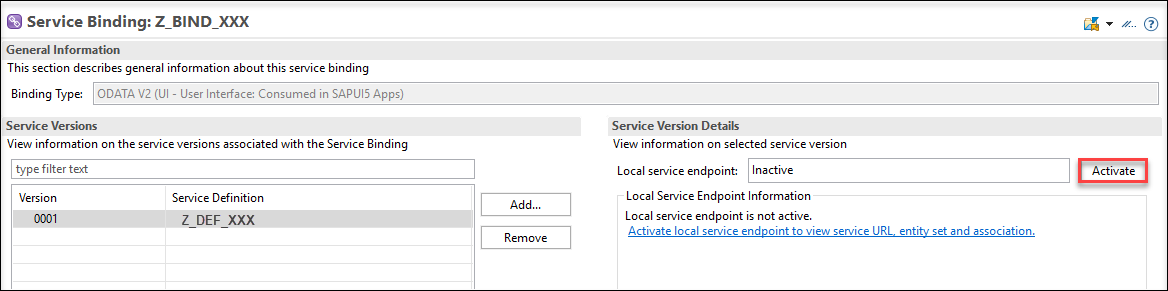 Service Binding: Z_BIND_XXX
General Information
This section describes general information about this service binding
Binding Type: ODATA V2 (UI - User Interface: Consumed in SAPUI5 Apps)
Service Versions
View information on the service versions associated with the Service Binding
type filter text
Version Service Definition
0001 Z_DEF_XXX
Add...
Remove
Service Version Details
View information on selected service version
Local service endpoint: Inactive Activate
Local Service Endpoint Information
Local service endpoint is not active.
Activate local service endpoint to view service URL, entity set and association.